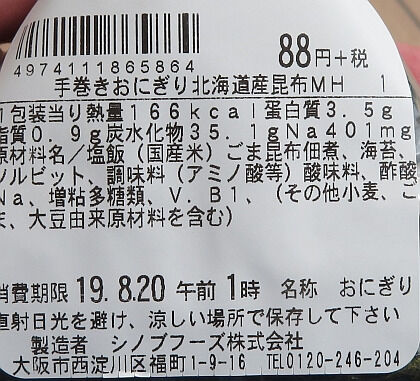 88円+税
4974111865864
手巻きおにぎり北海道産昆布MH 1
1包装当り熱量166kcal蛋白質3.5g
脂質0.9g炭水化物35.1gNa401mg
原材料名/塩飯(国産米)ごま昆布佃煮、海苔、
ソルビット、調味料(アミノ酸等)酸味料、酢酸
Na、増粘多糖類、V.B1、(その他小麦、ご
ま、大豆由来原材料を含む)
消費期限 19.8.20 午前 1時 名称 おにぎり
直射日光を避け、涼しい場所で保存して下さい
製造者 シノブフーズ株式会社
大阪市西淀川区福町1-9-16 TEL0120-246-204